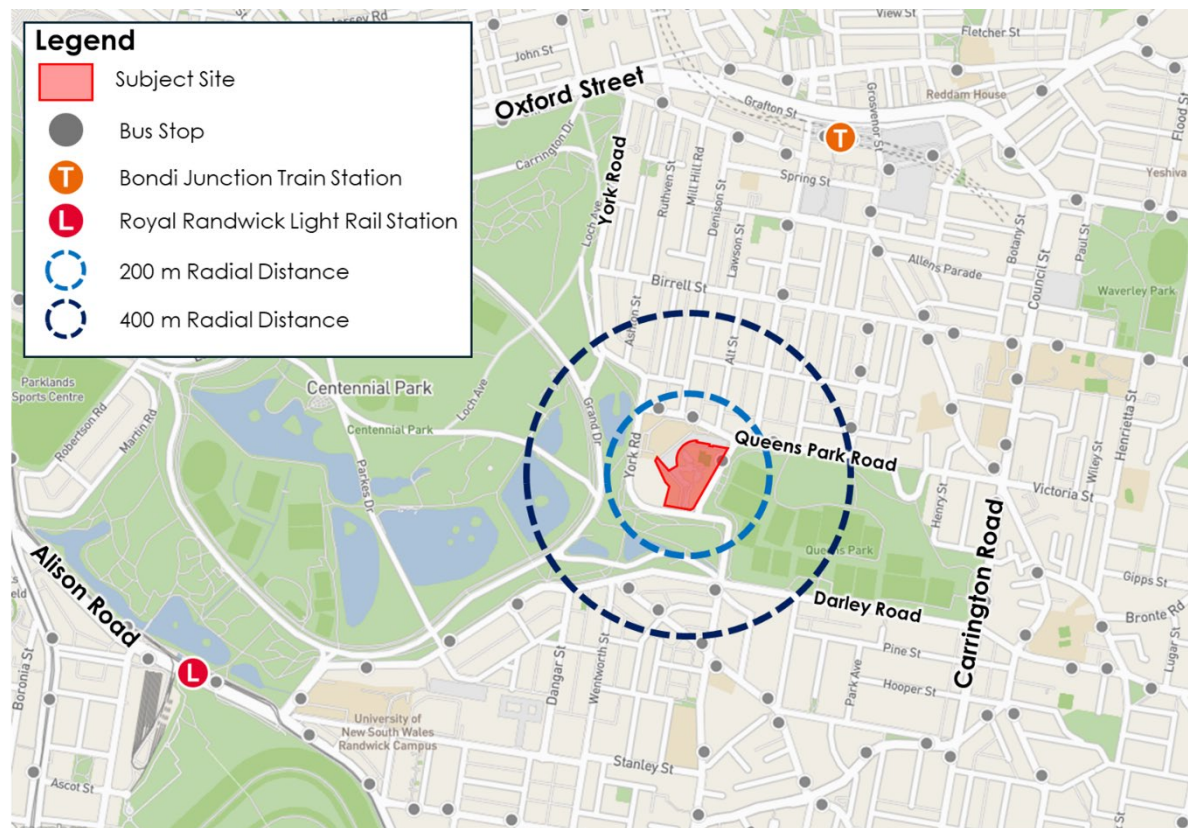 Legend
Subject Site
Bus Stop
T
Bondi Junction Train Station
L
Royal Randwick Light Rail Station
200 m Radial Distance
400 m Radial Distance
View St
Fletcher St
John St
Oxford Street
Reddam House
Grafton St
Grosvenor St
Flood St
T
Carrington Dr
York Road
Ruthven St
Mill Hill Rd
Denison St
Spring St
Yeshiva
Loch Ave
Lawson St
Botany St
Paul St
Allens Parade
Council St
Birrell St
Waverley Park
Ashton St
Alt St
Parklands
Sports Centre
Centennial Park
Loch Ave
Robertson Rd
Martin Rd
Centennial Park
Grand Dr
York Rd
Queens Park Road
Henrietta St
Wiley St
Parkes Dr
Victoria St
Henry St
Queens Park
Alison Road
Gipps St
Darley Road
Bronte Rd
Carrington Road
Lugar St
Pine St
L
Boronia St
Dangar St
Wentworth St
Park Ave
Hooper St
University of
New South Wales
Randwick Campus
Stanley St
Ascot St